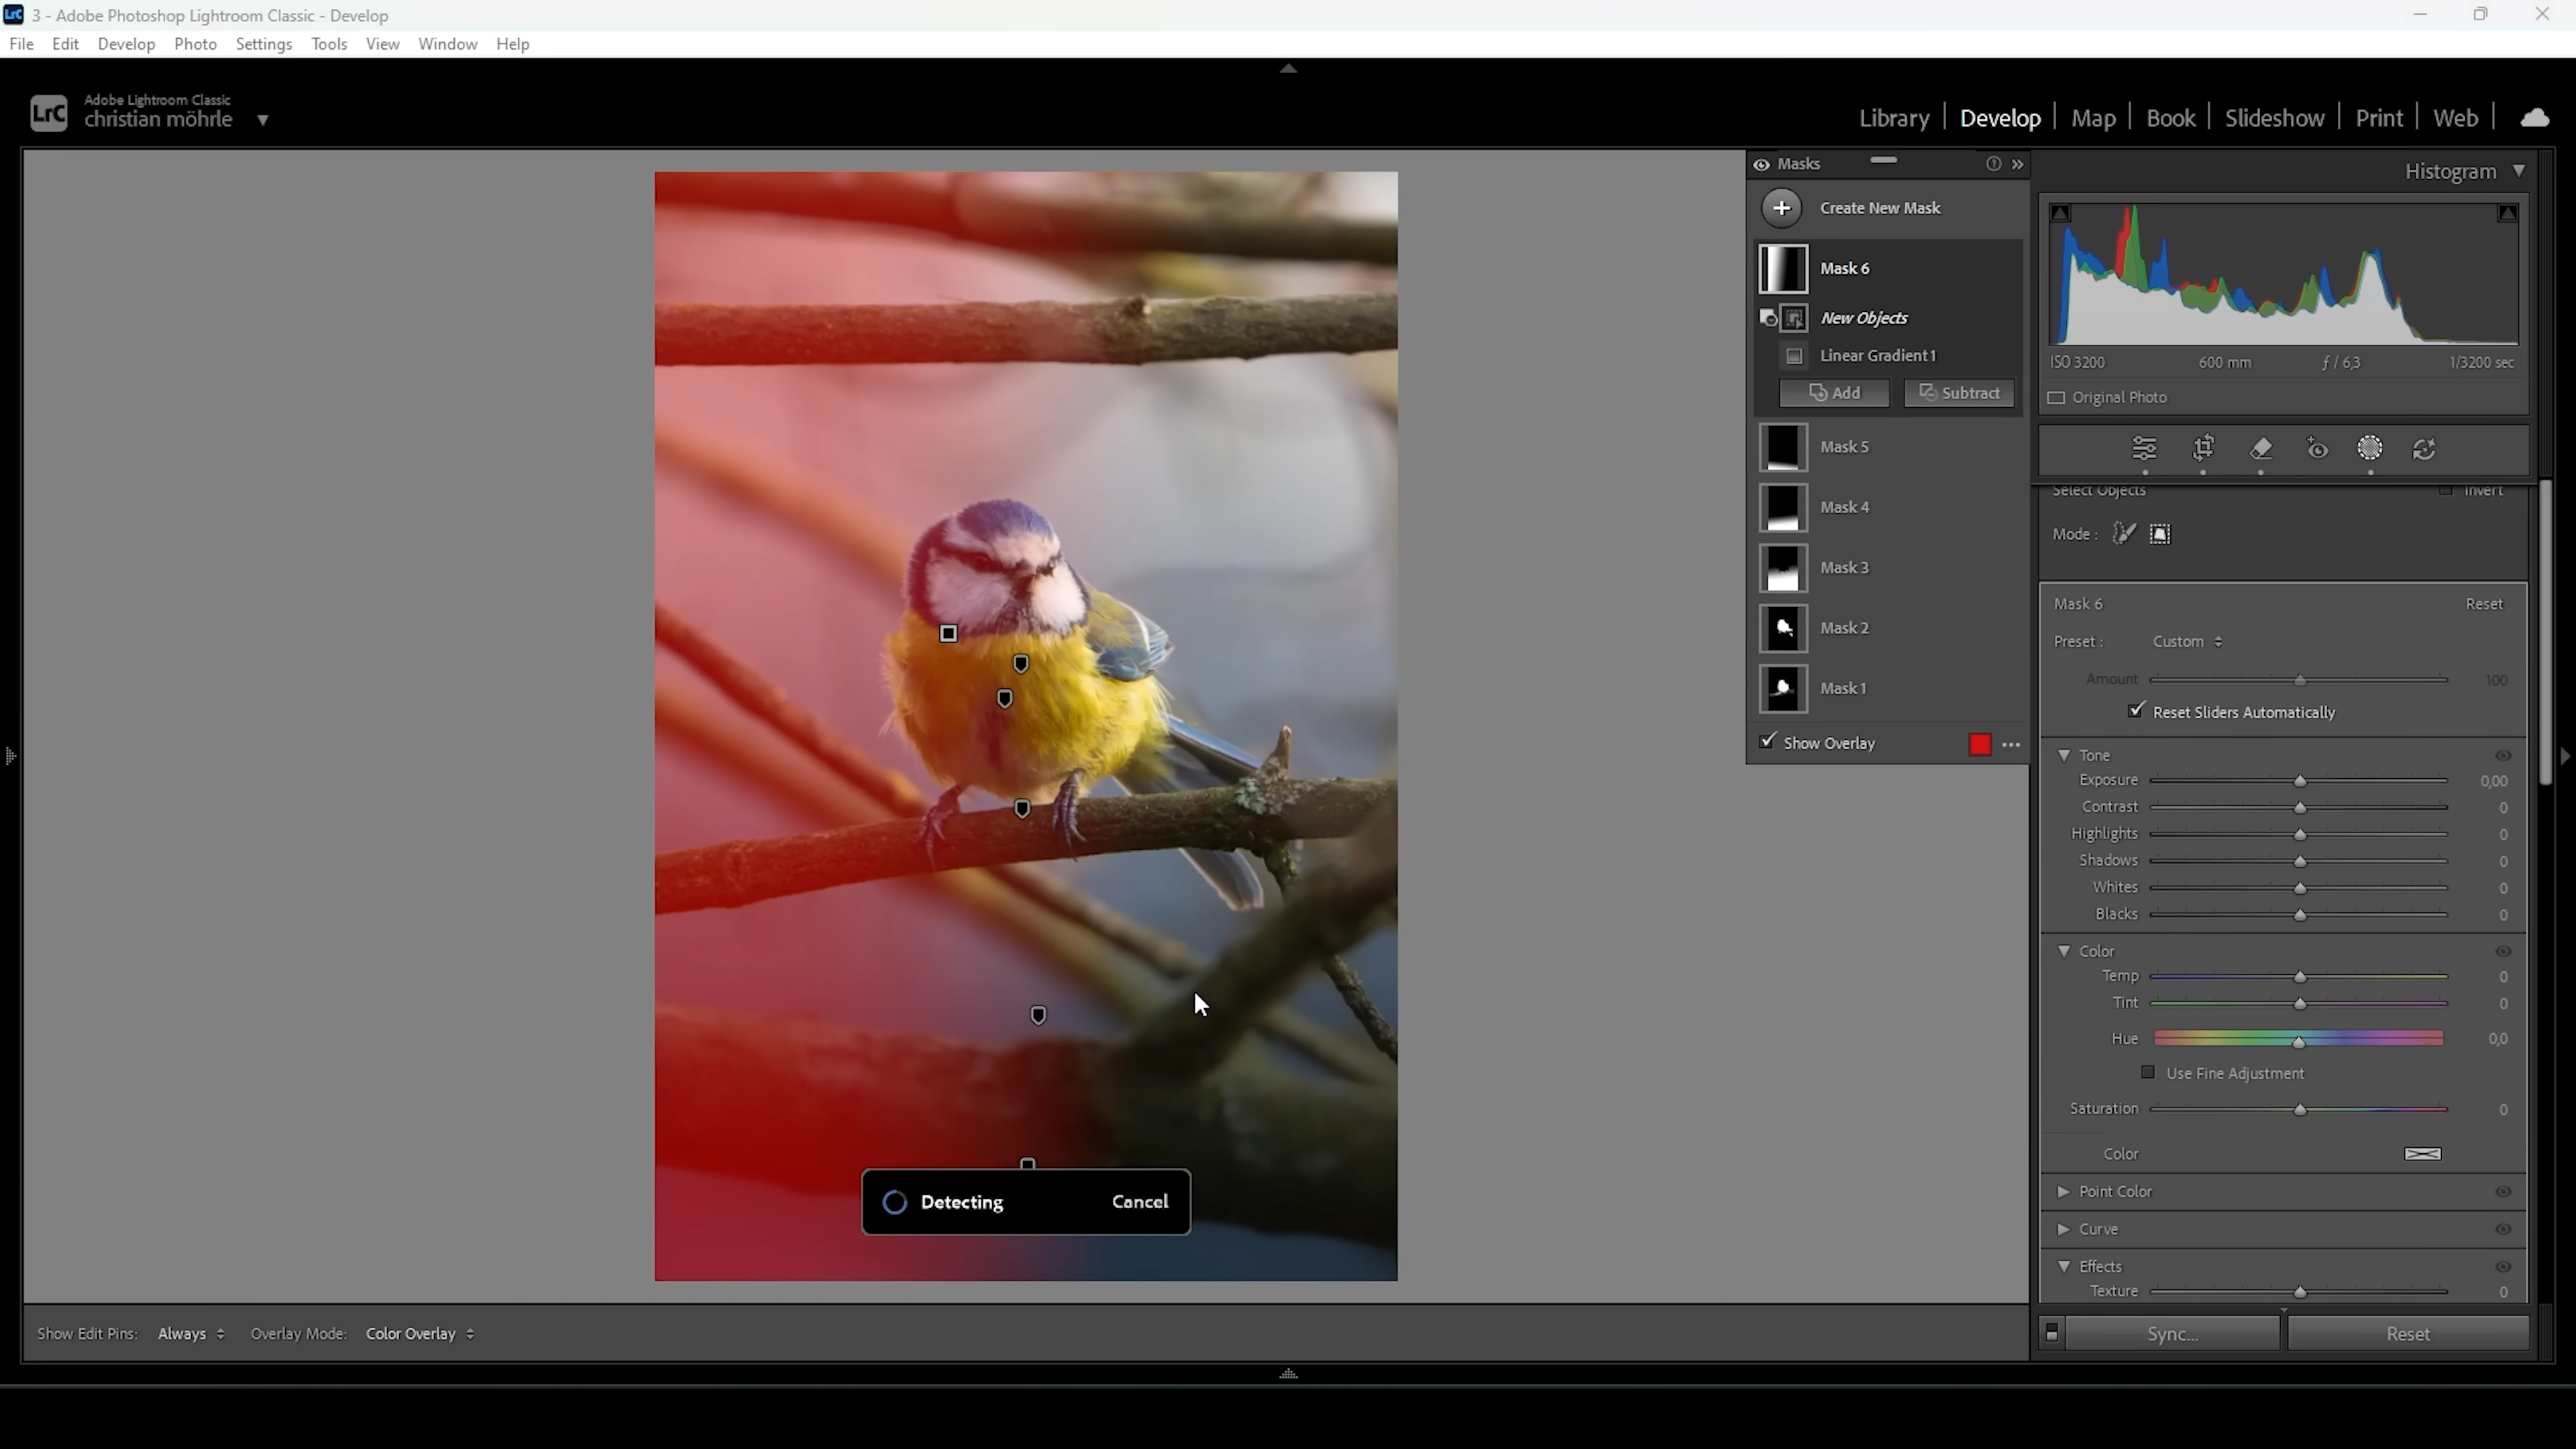 LrC 3 - Adobe Photoshop Lightroom Classic - Develop
File Edit Develop Photo Settings Tools View Window Help
LrC Adobe Lightroom Classic
christian möhrle
Library | Develop | Map | Book | Slideshow | Print | Web |
Masks
Create New Mask
Mask 6
New Objects
Linear Gradient 1
Add Subtract
Mask 5
Mask 4
Mask 3
Mask 2
Mask 1
Show Overlay
Histogram
ISO 3200 600 mm ƒ / 6,3 1/3200 sec
Original Photo
Select Objects Invert
Mode :
Mask 6 Reset
Preset : Custom
Amount 100
Reset Sliders Automatically
Tone
Exposure 0,00
Contrast 0
Highlights 0
Shadows 0
Whites 0
Blacks 0
Color
Temp 0
Tint 0
Hue 0,0
Use Fine Adjustment
Saturation 0
Color
Point Color
Curve
Effects
Texture 0
Detecting Cancel
Show Edit Pins: Always Overlay Mode: Color Overlay
Sync... Reset